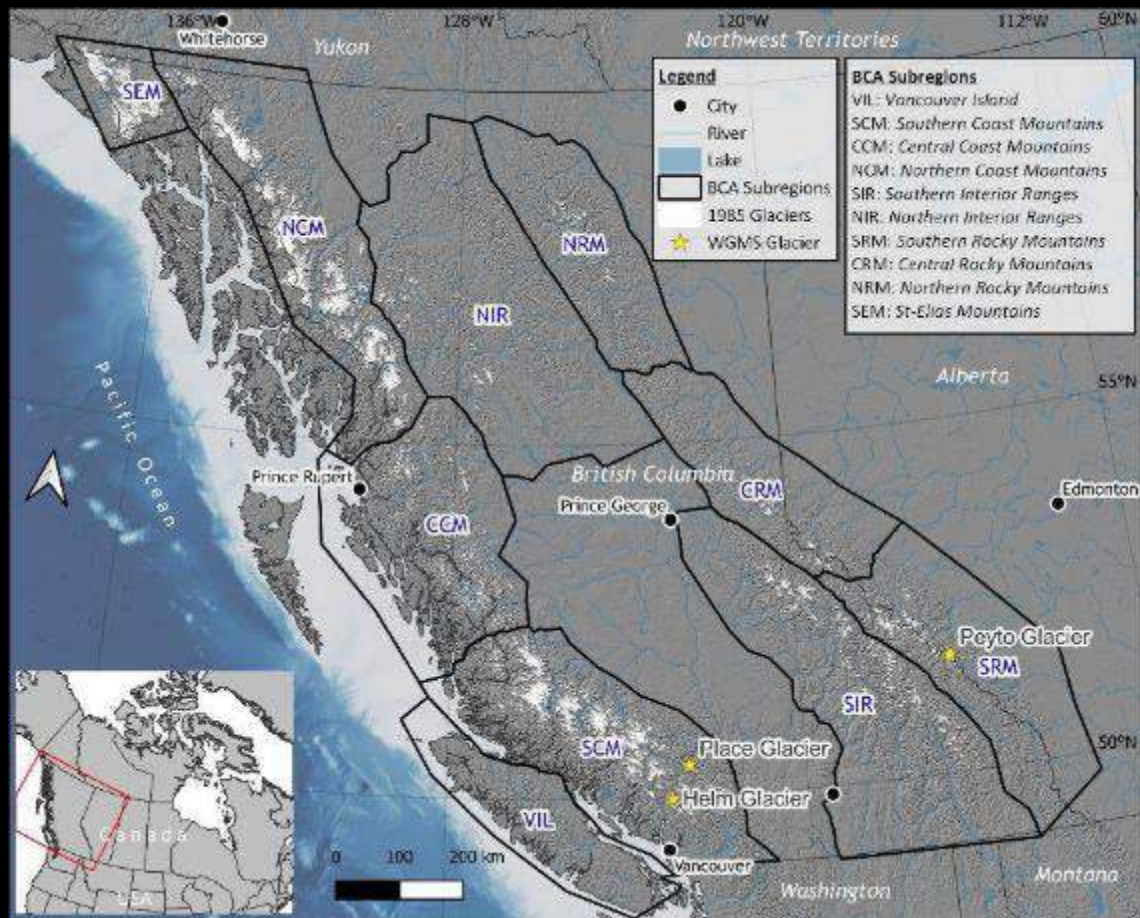 136°W
128°W
120°W
112°W
60°N
Whitehorse
Yukon
Northwest Territories
Legend
City
River
Lake
BCA Subregions
1985 Glaciers
WGMS Glacier
BCA Subregions
VIL: Vancouver Island
SCM: Southern Coast Mountains
CCM: Central Coast Mountains
NCM: Northern Coast Mountains
SIR: Southern Interior Ranges
NIR: Northern Interior Ranges
SRM: Southern Rocky Mountains
CRM: Central Rocky Mountains
NRM: Northern Rocky Mountains
SEM: St-Elias Mountains
SEM
NCM
NRM
NIR
Alberta
55°N
Pacific Ocean
British Columbia
Prince Rupert
CRM
Edmonton
Prince George
CCM
Peyto Glacier
SRM
SIR
SCM
Place Glacier
50°N
Helm Glacier
VIL
Vancouver
0 100 200 km
Washington
Montana
Canada
USA